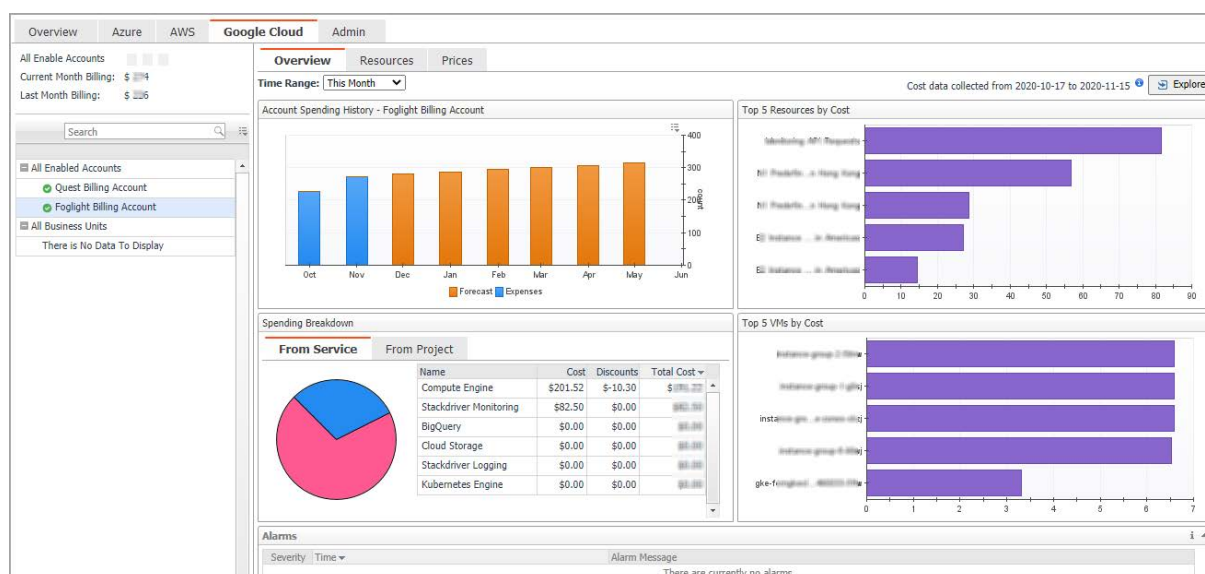 Overview Azure AWS Google Cloud Admin
All Enable Accounts
Current Month Billing: $
Last Month Billing: $
Search
All Enabled Accounts
Quest Billing Account
Foglight Billing Account
All Business Units
There is No Data To Display
Overview Resources Prices
Time Range: This Month
Cost data collected from 2020-10-17 to 2020-11-15 Explore
Account Spending History - Foglight Billing Account
400
300
200
100
0
count
Oct Nov Dec Jan Feb Mar Apr May Jun
Forecast Expenses
Top 5 Resources by Cost
0 10 20 30 40 50 60 70 80 90
Spending Breakdown
From Service From Project
Name Cost Discounts Total Cost
Compute Engine $201.52 $-10.30
Stackdriver Monitoring $82.50 $0.00
BigQuery $0.00 $0.00
Cloud Storage $0.00 $0.00
Stackdriver Logging $0.00 $0.00
Kubernetes Engine $0.00 $0.00
Top 5 VMs by Cost
0 1 2 3 4 5 6 7
Alarms
Severity Time Alarm Message
There are currently no alarms